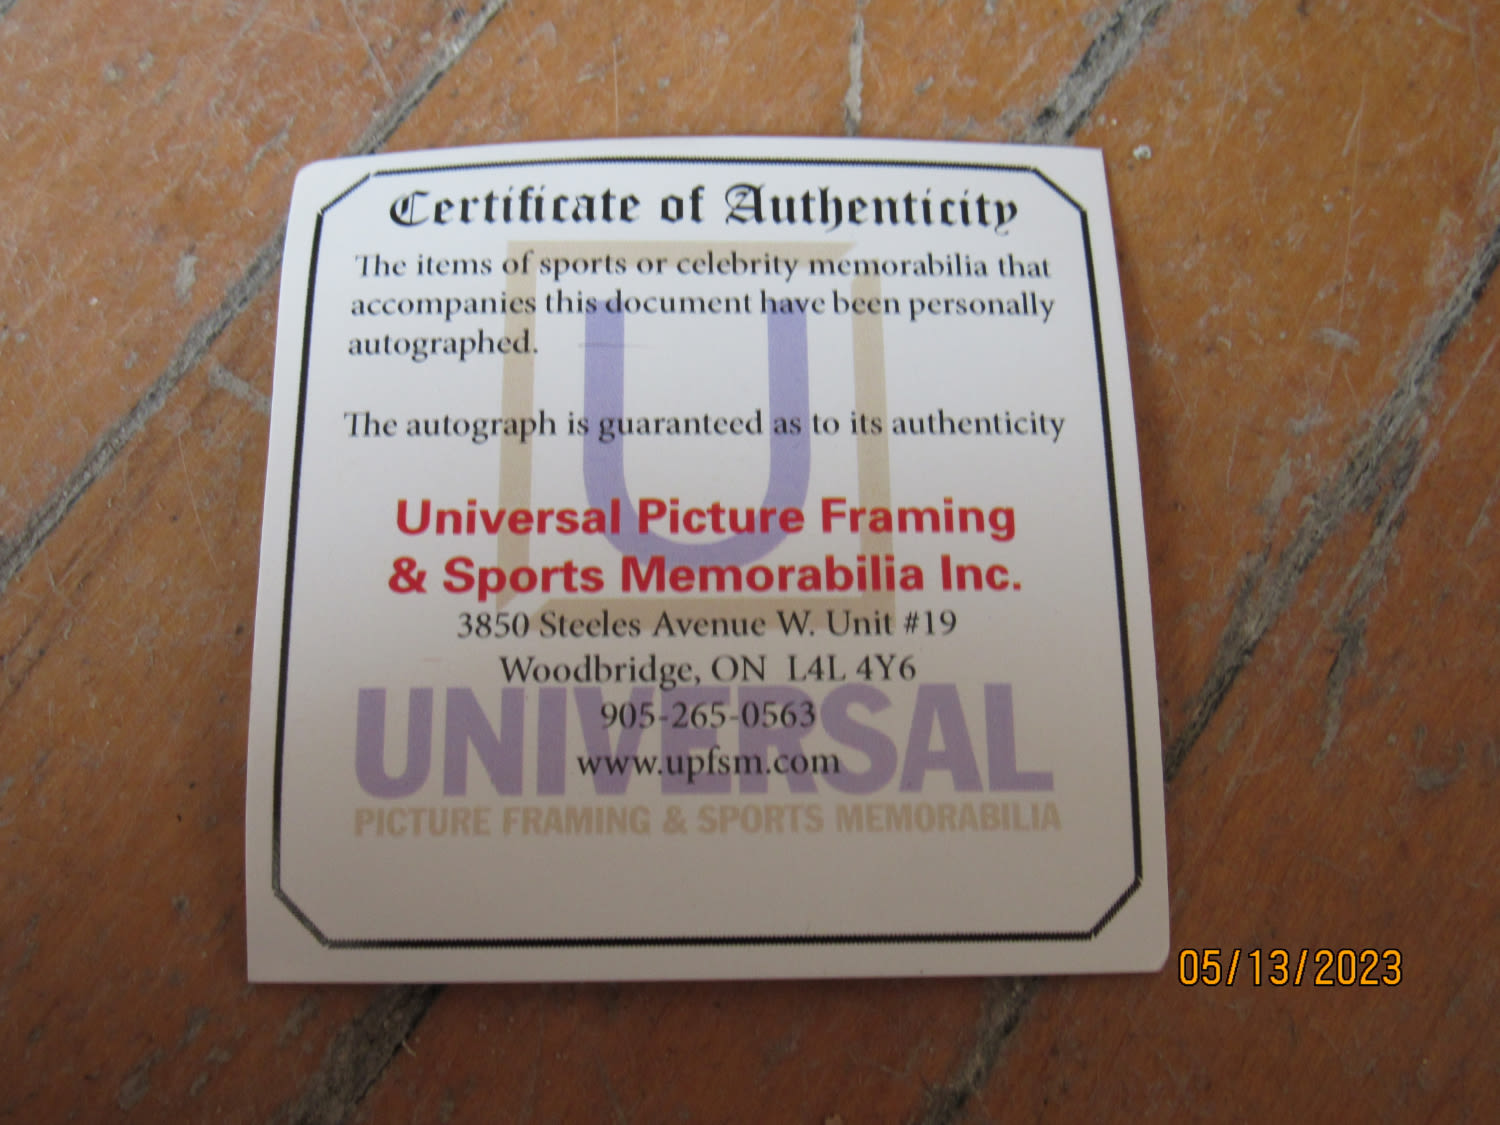 Certificate of Authenticity
The items of sports or celebrity memorabilia that
accompanies this document have been personally
autographed.
The autograph is guaranteed as to its authenticity
U
Universal Picture Framing
& Sports Memorabilia Inc.
3850 Steeles Avenue W. Unit #19
Woodbridge, ON L4L 4Y6
905-265-0563
www.upfsm.com
UNIVERSAL
PICTURE FRAMING & SPORTS MEMORABILIA
05/13/2023